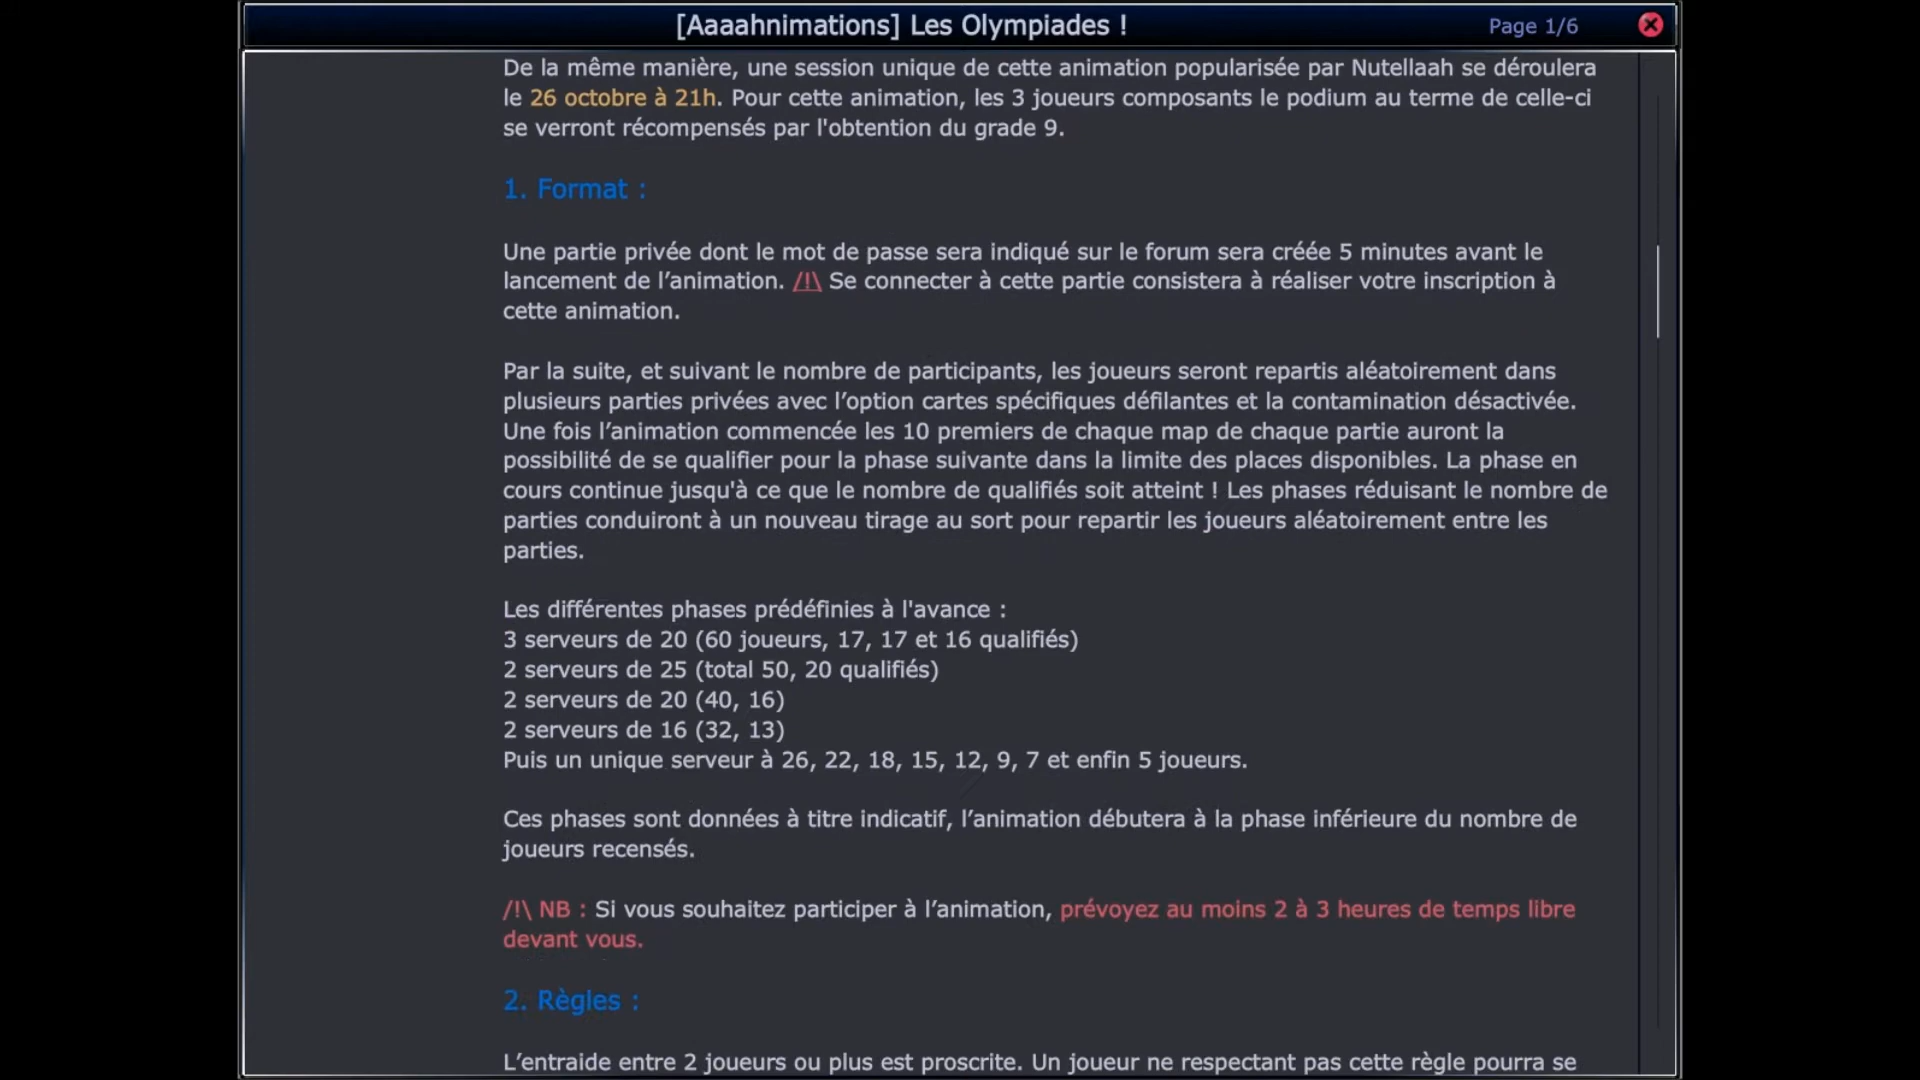 [Aaaahnimations] Les Olympiades !
Page 1/6
De la même manière, une session unique de cette animation popularisée par Nutellaah se déroulera
le 26 octobre à 21h. Pour cette animation, les 3 joueurs composants le podium au terme de celle-ci
se verront récompensés par l'obtention du grade 9.
1. Format :
Une partie privée dont le mot de passe sera indiqué sur le forum sera créée 5 minutes avant le
lancement de l’animation. /!\ Se connecter à cette partie consistera à réaliser votre inscription à
cette animation.
Par la suite, et suivant le nombre de participants, les joueurs seront repartis aléatoirement dans
plusieurs parties privées avec l’option cartes spécifiques défilantes et la contamination désactivée.
Une fois l’animation commencée les 10 premiers de chaque map de chaque partie auront la
possibilité de se qualifier pour la phase suivante dans la limite des places disponibles. La phase en
cours continue jusqu'à ce que le nombre de qualifiés soit atteint ! Les phases réduisant le nombre de
parties conduiront à un nouveau tirage au sort pour repartir les joueurs aléatoirement entre les
parties.
Les différentes phases prédéfinies à l'avance :
3 serveurs de 20 (60 joueurs, 17, 17 et 16 qualifiés)
2 serveurs de 25 (total 50, 20 qualifiés)
2 serveurs de 20 (40, 16)
2 serveurs de 16 (32, 13)
Puis un unique serveur à 26, 22, 18, 15, 12, 9, 7 et enfin 5 joueurs.
Ces phases sont données à titre indicatif, l’animation débutera à la phase inférieure du nombre de
joueurs recensés.
/!\ NB : Si vous souhaitez participer à l’animation, prévoyez au moins 2 à 3 heures de temps libre
devant vous.
2. Règles :
L’entraide entre 2 joueurs ou plus est proscrite. Un joueur ne respectant pas cette règle pourra se